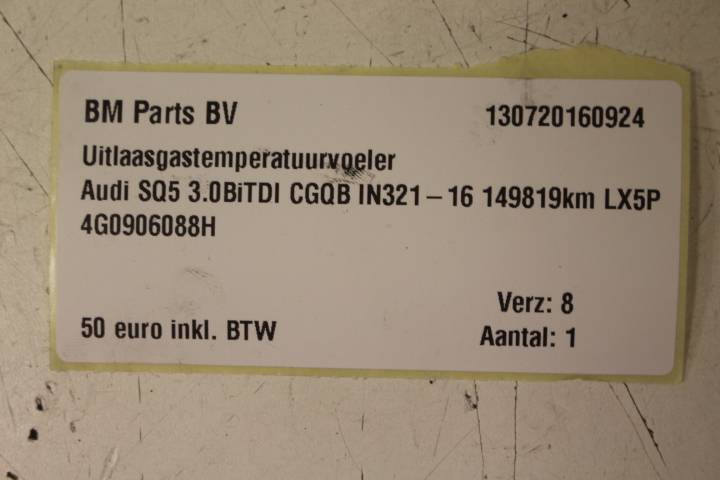 BM Parts BV 130720160924
Uitlaasgastemperatuurvoeler
Audi SQ5 3.0BiTDI CGQB IN321-16 149819km LX5P
4G0906088H
Verz: 8
50 euro inkl. BTW Aantal: 1